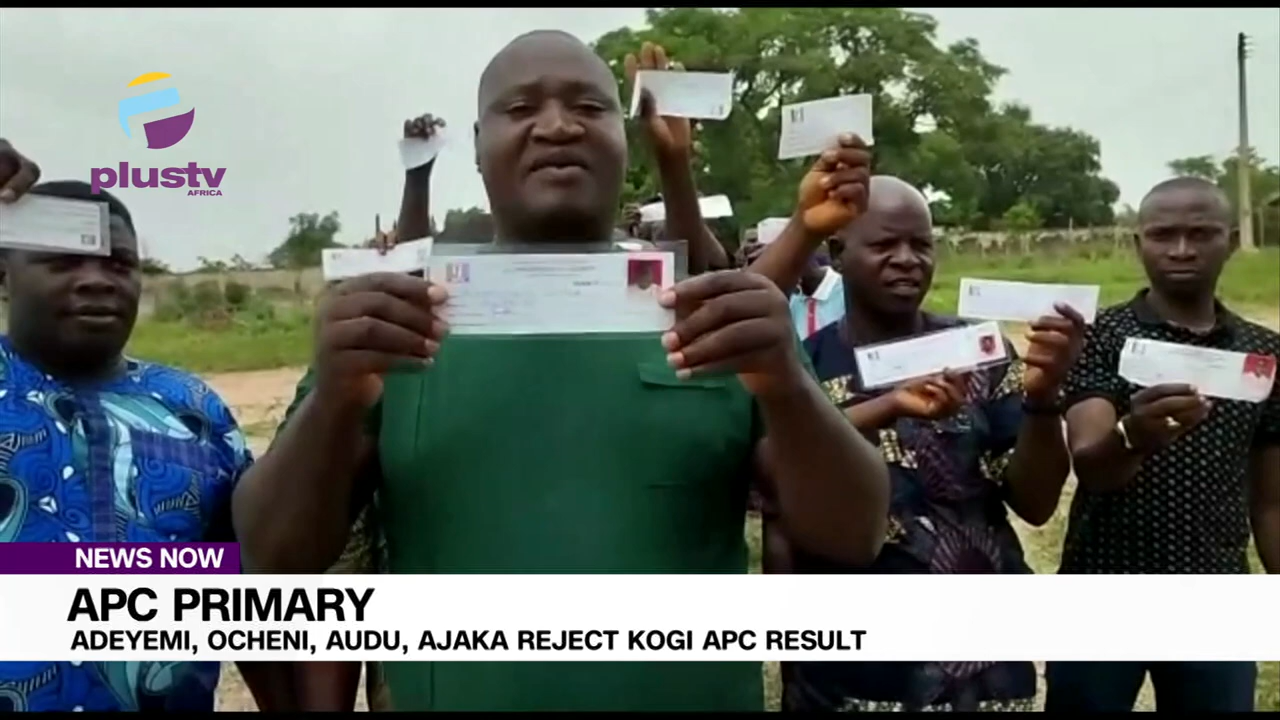 plustv
AFRICA
NEWS NOW
APC PRIMARY
ADEYEMI, OCHENI, AUDU, AJAKA REJECT KOGI APC RESULT